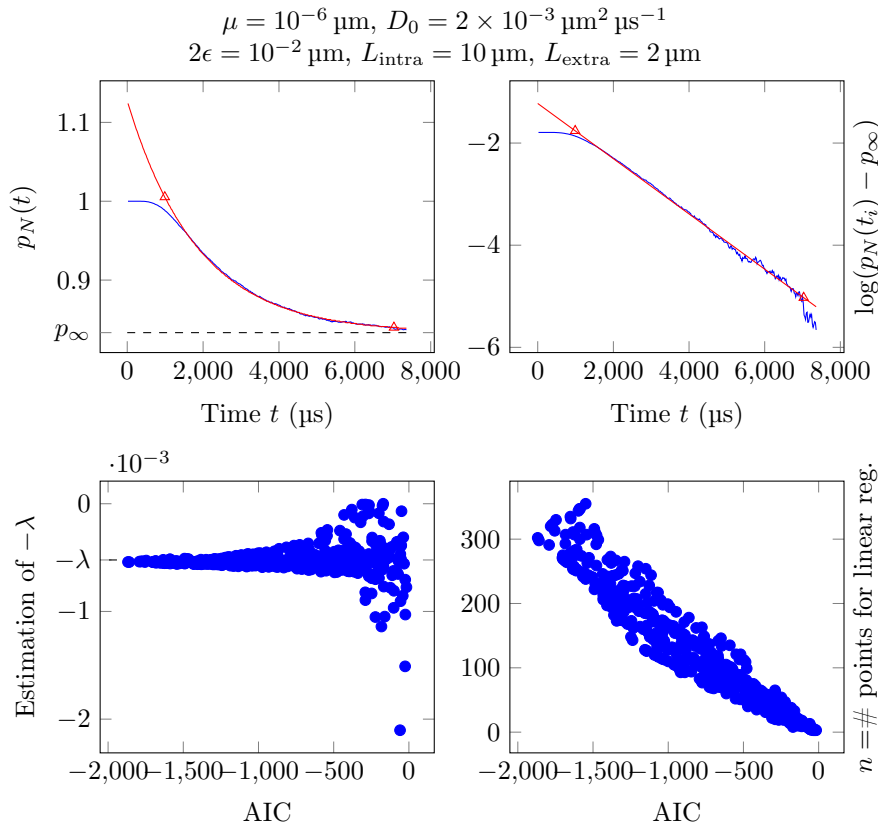 μ = 10⁻⁶ µm, D₀ = 2 × 10⁻³ µm² µs⁻¹
2ϵ = 10⁻² µm, L_intra = 10 µm, L_extra = 2 µm
p_N(t)
1.1
1
0.9
p_∞
0
2,000
4,000
6,000
8,000
Time t (µs)
log(p_N(t_i) − p_∞)
−2
−4
−6
0
2,000
4,000
6,000
8,000
Time t (µs)
·10⁻³
Estimation of −λ
0
−λ
−1
−2
−2,000
−1,500
−1,000
−500
0
AIC
n = # points for linear reg.
300
200
100
0
−2,000
−1,500
−1,000
−500
0
AIC